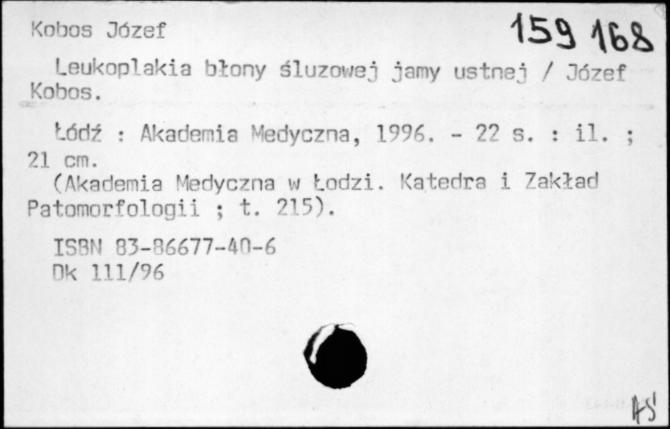 Kobos Józef
159 168
Leukoplakia błony śluzowej jamy ustnej / Józef
Kobos.
Łódź : Akademia Medyczna, 1996. - 22 s. : il. ;
21 cm.
(Akademia Medyczna w Łodzi. Katedra i Zakład
Patomorfologii ; t. 215).
ISBN 83-86677-40-6
Dk 111/96